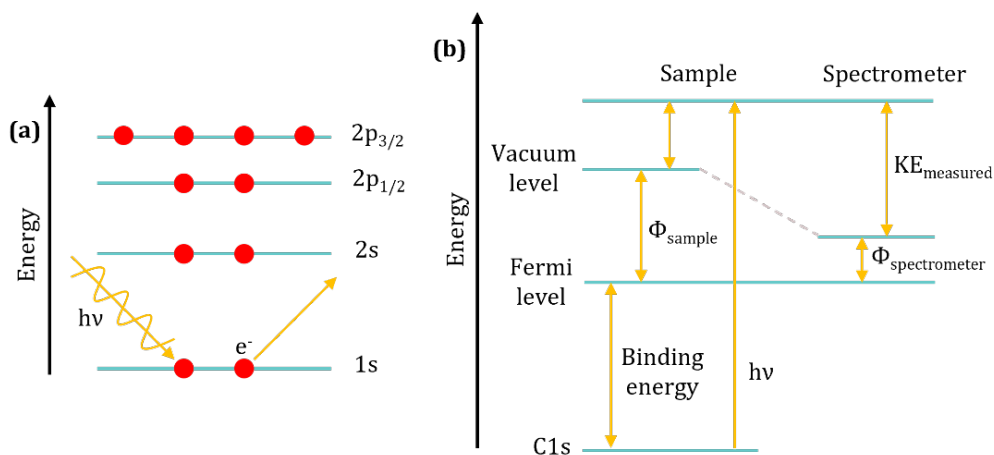 (a)
Energy
2p3/2
2p1/2
2s
1s
hν
e-
(b)
Energy
Sample
Spectrometer
Vacuum
level
KEmeasured
Φsample
Φspectrometer
Fermi
level
Binding
energy
hν
C1s